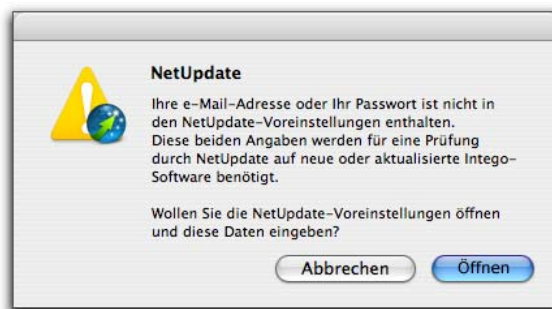 NetUpdate
Ihre e-Mail-Adresse oder Ihr Passwort ist nicht in
den NetUpdate-Voreinstellungen enthalten.
Diese beiden Angaben werden für eine Prüfung
durch NetUpdate auf neue oder aktualisierte Intego-
Software benötigt.
Wollen Sie die NetUpdate-Voreinstellungen öffnen
und diese Daten eingeben?
Abbrechen Öffnen